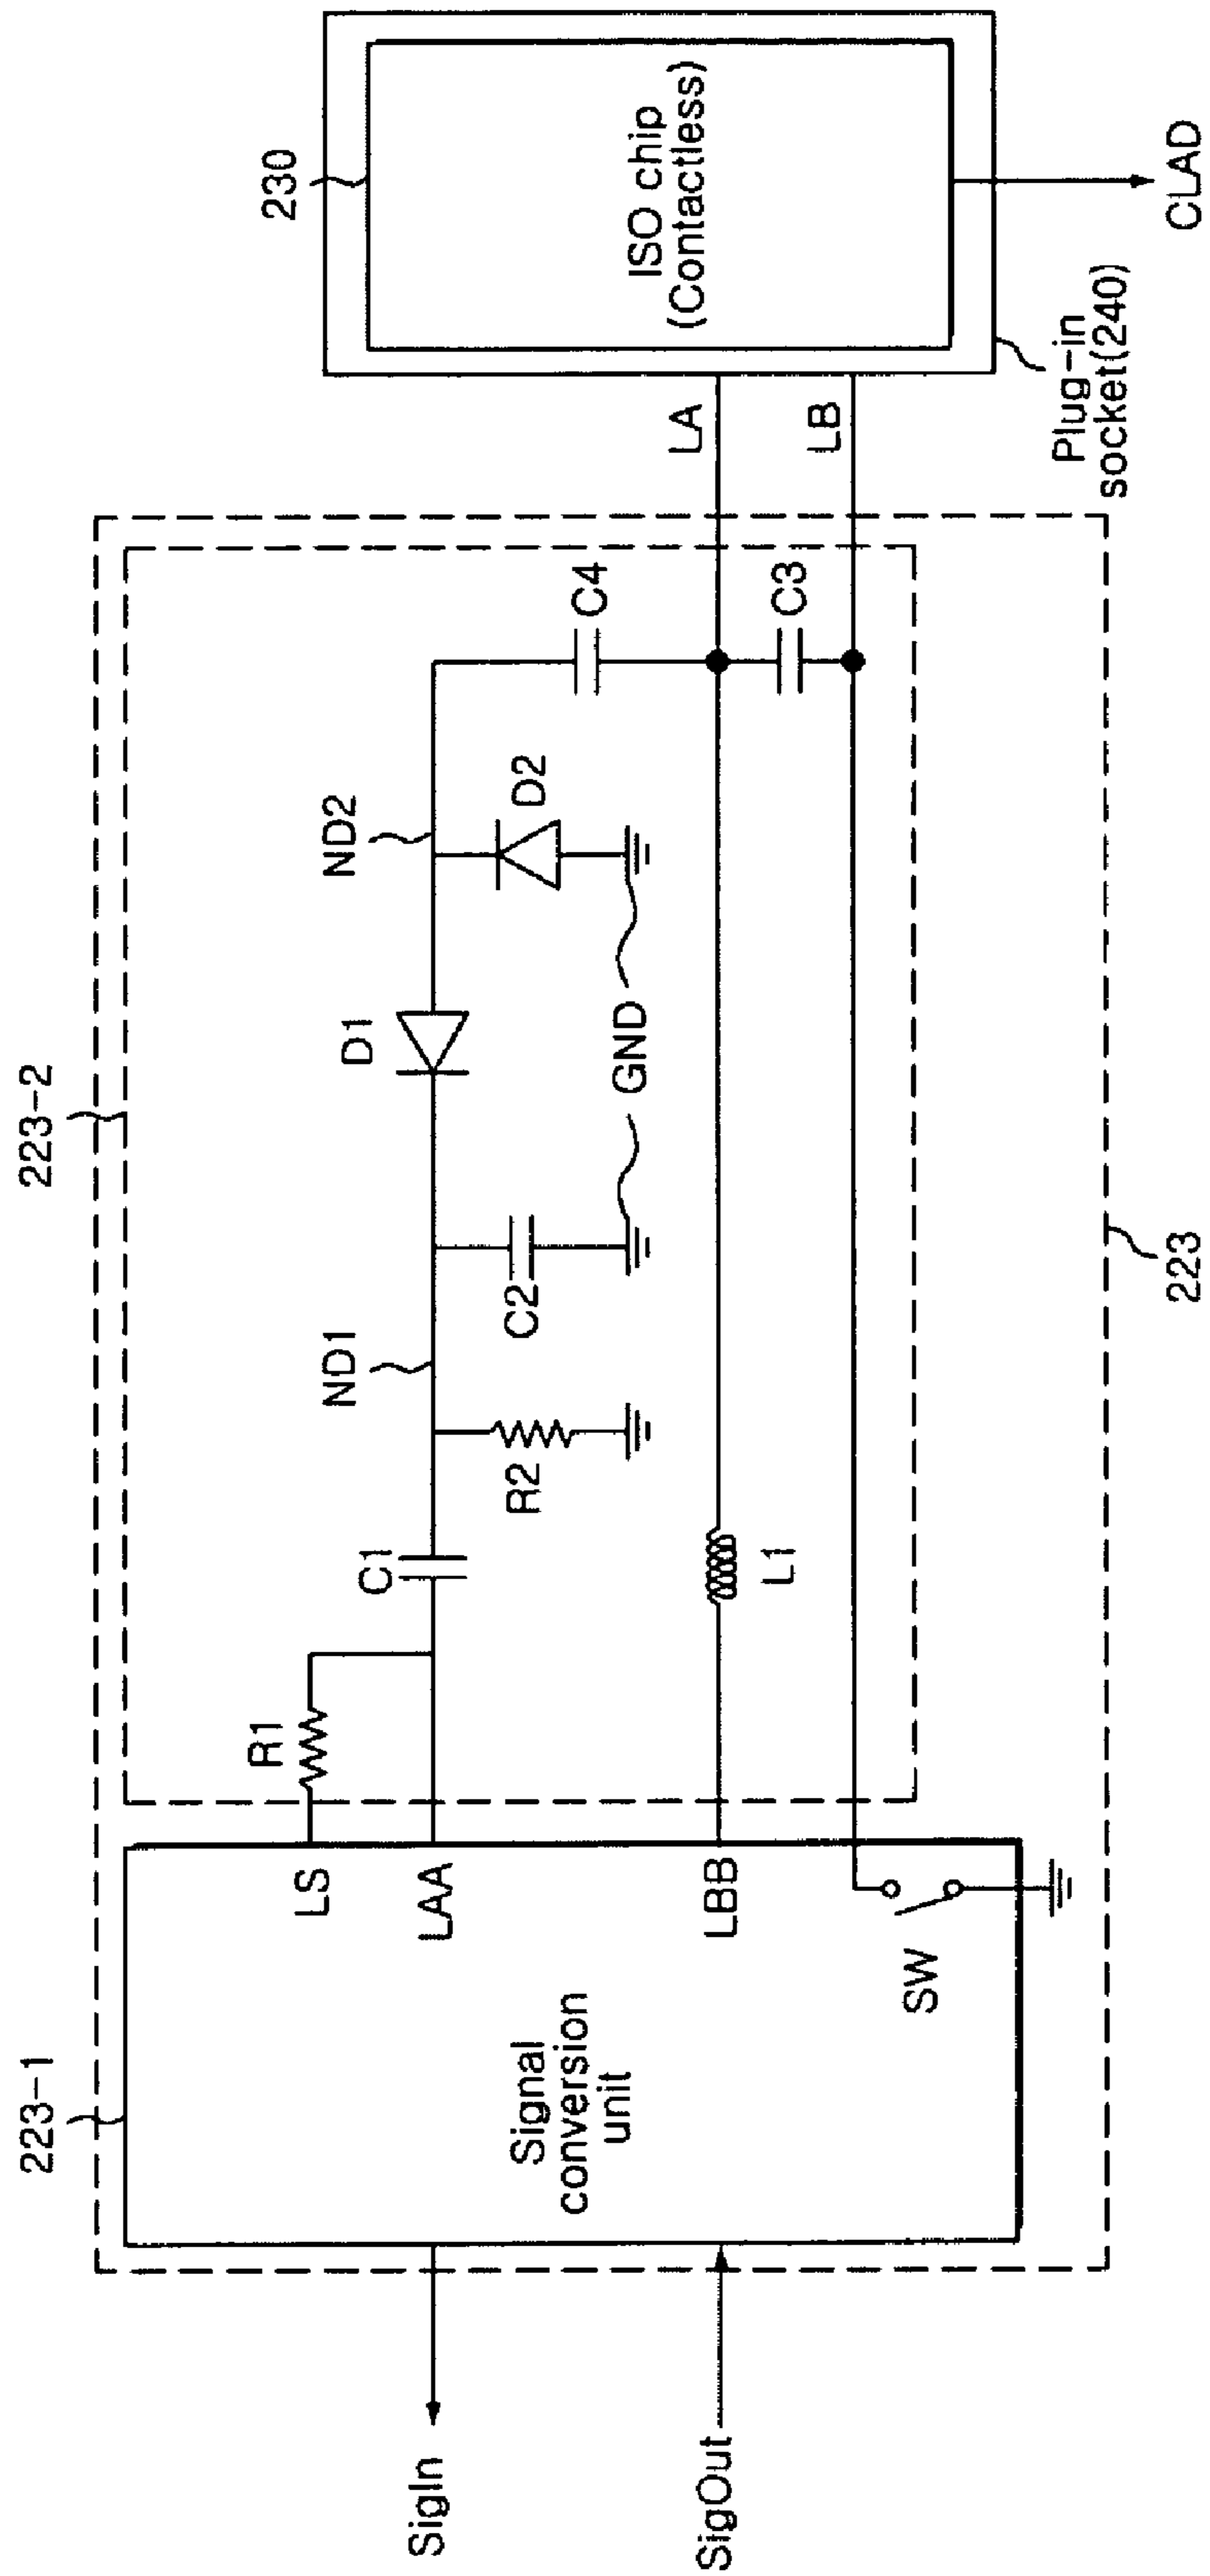 223-1
223-2
230
LS
R1
LAA
C1
ND1
R2
C2
D1
ND2
D2
C4
GND
ISO chip
(Contactless)
Signal
conversion
unit
SigIn
SigOut
LBB
L1
SW
LA
C3
LB
Plug-in
socket(240)
CLAD
223